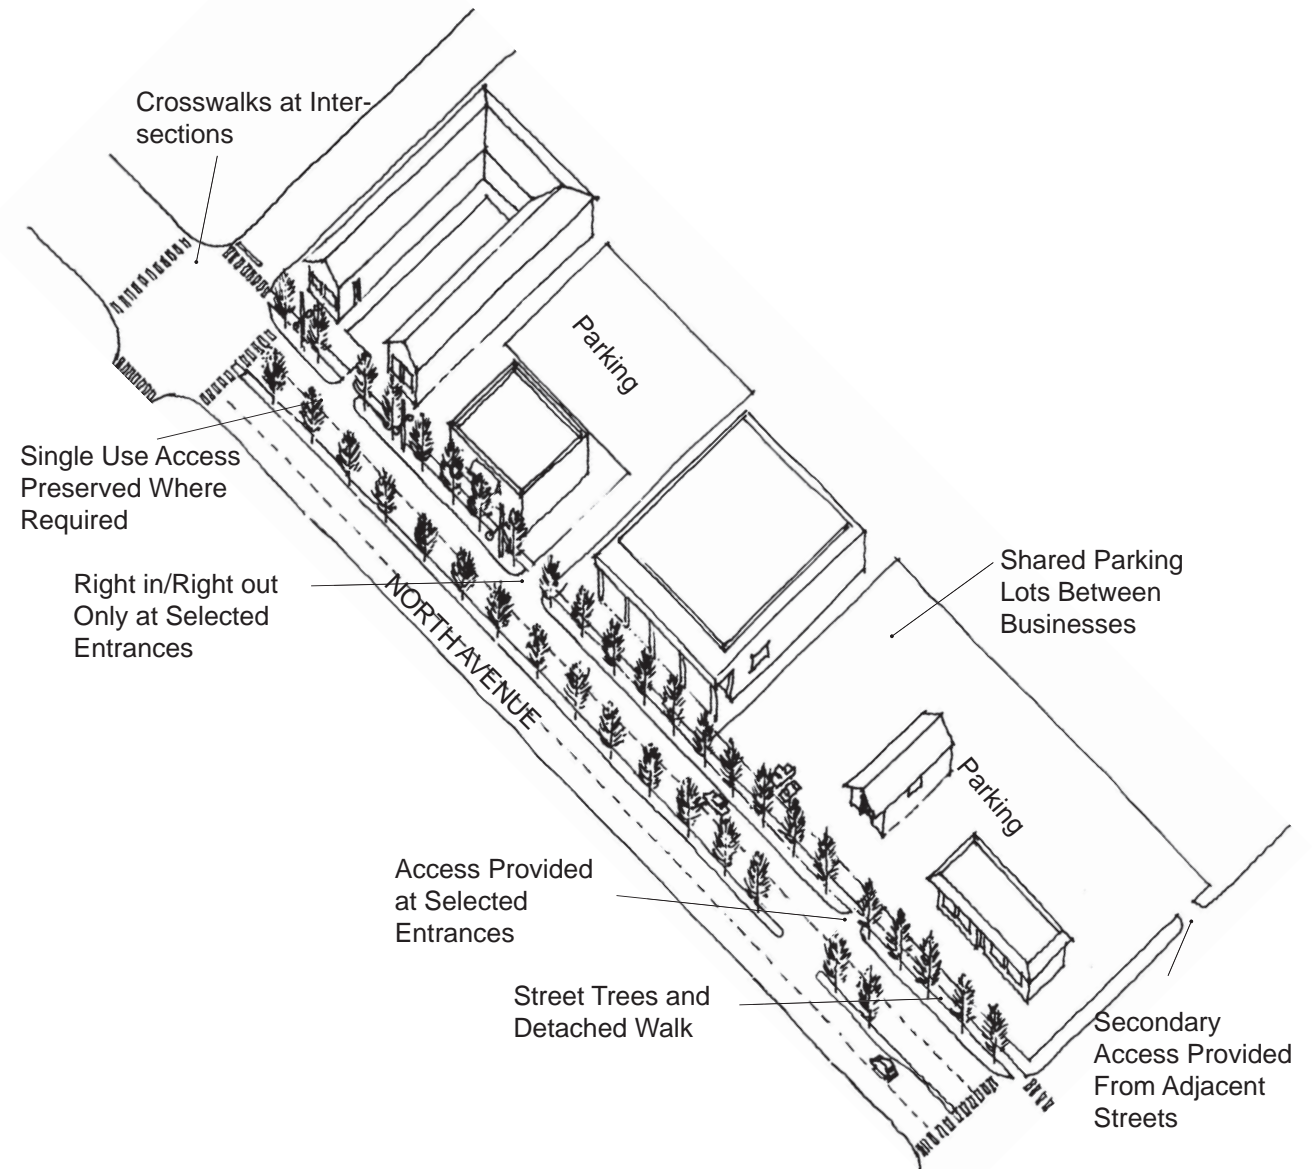 Crosswalks at Inter-
sections
Parking
Single Use Access
Preserved Where
Required
Right in/Right out
Only at Selected
Entrances
NORTH AVENUE
Shared Parking
Lots Between
Businesses
Parking
Access Provided
at Selected
Entrances
Street Trees and
Detached Walk
Secondary
Access Provided
From Adjacent
Streets